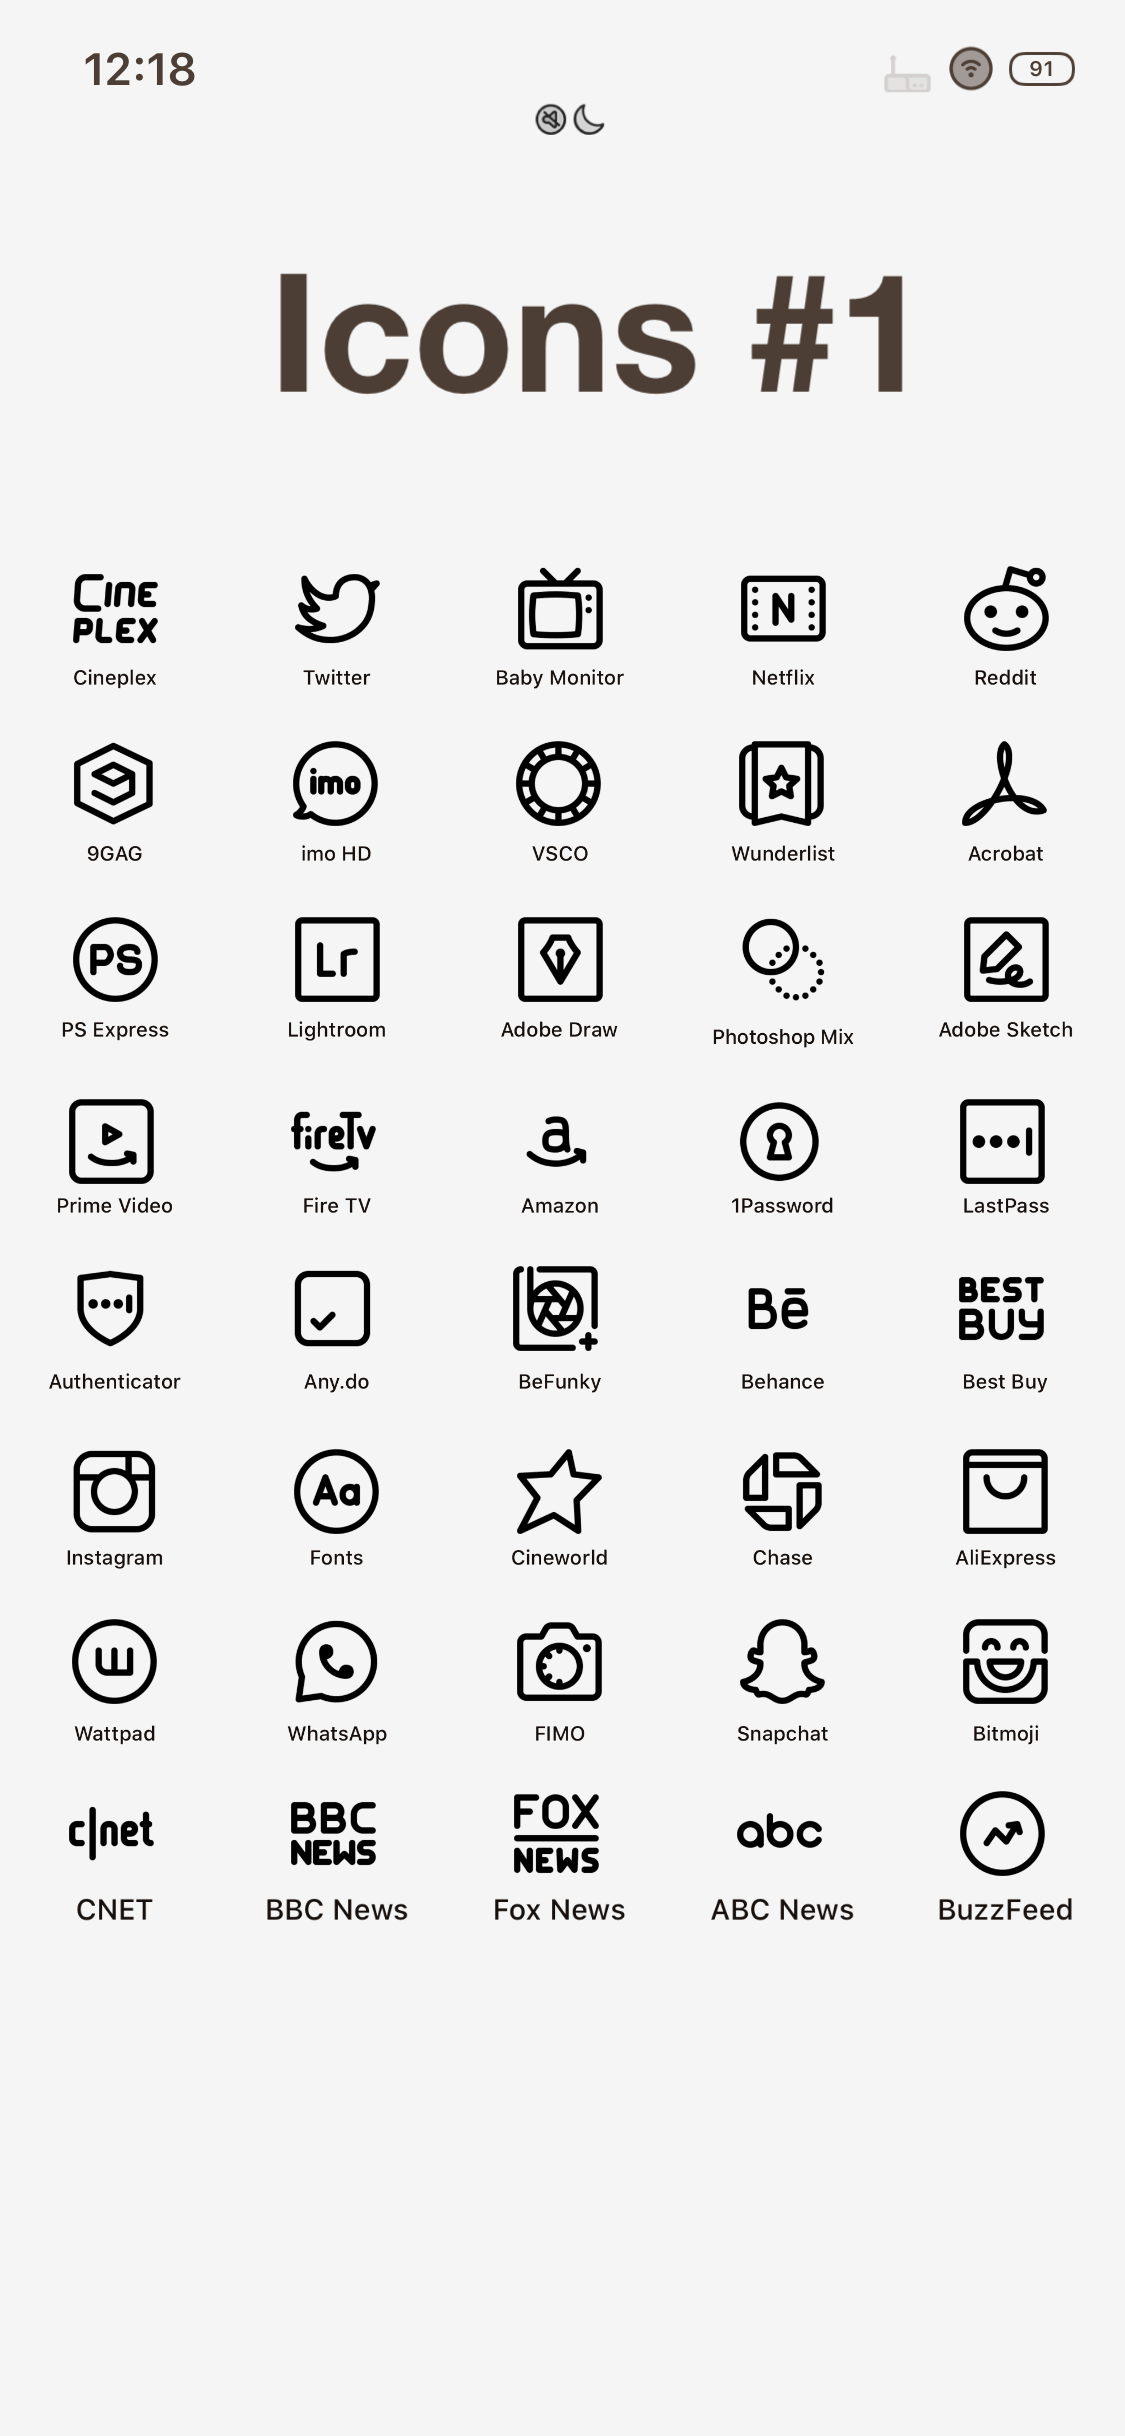 12:18 91
Icons #1
CINE PLEX N
Cineplex Twitter Baby Monitor Netflix Reddit
imo
9GAG imo HD VSCO Wunderlist Acrobat
PS Lr
PS Express Lightroom Adobe Draw Photoshop Mix Adobe Sketch
fireTv a
Prime Video Fire TV Amazon 1Password LastPass
Bē BEST BUY
Authenticator Any.do BeFunky Behance Best Buy
Aa
Instagram Fonts Cineworld Chase AliExpress
w
Wattpad WhatsApp FIMO Snapchat Bitmoji
c|net BBC NEWS FOX NEWS abc
CNET BBC News Fox News ABC News BuzzFeed